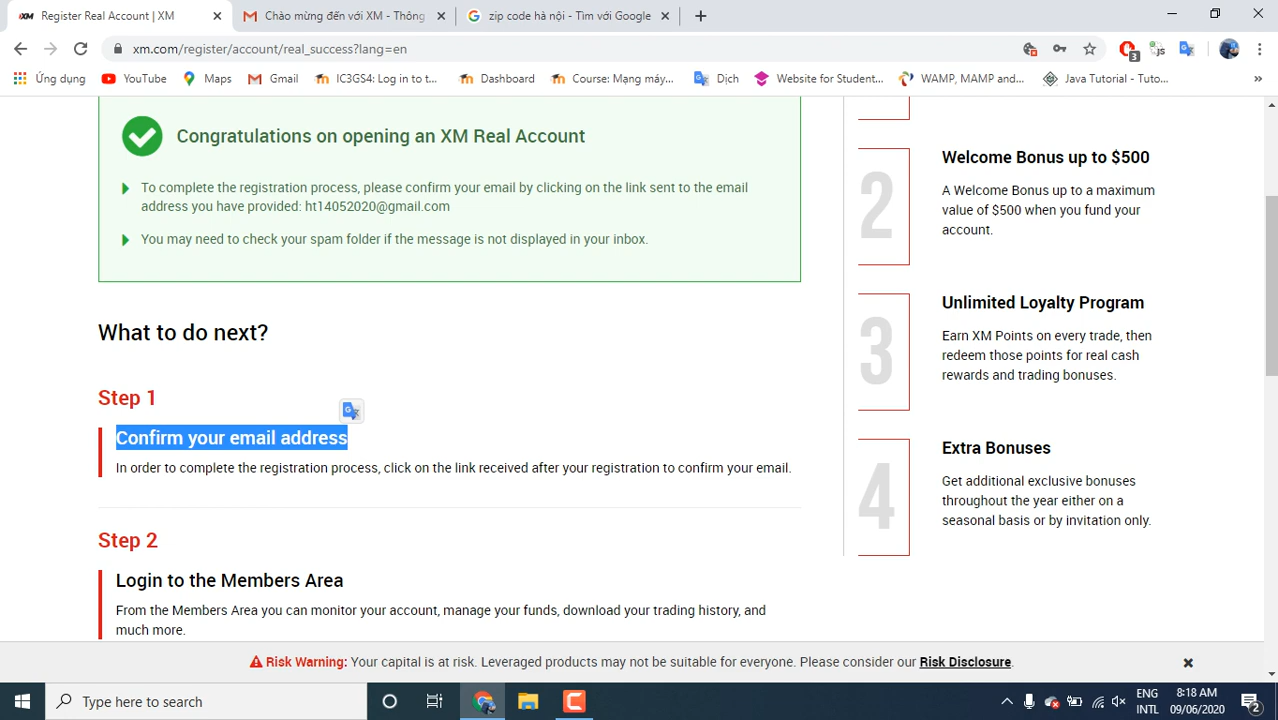 XM Register Real Account | XM
Chào mừng đến với XM - Thông
zip code hà nội - Tìm với Google
xm.com/register/account/real_success?lang=en
3
Ứng dụng
YouTube
Maps
Gmail
IC3GS4: Log in to t...
Dashboard
Course: Mạng máy...
Dịch
Website for Student...
WAMP, MAMP and...
Java Tutorial - Tuto...
»
Congratulations on opening an XM Real Account
To complete the registration process, please confirm your email by clicking on the link sent to the email
address you have provided: ht14052020@gmail.com
You may need to check your spam folder if the message is not displayed in your inbox.
What to do next?
Step 1
Confirm your email address
In order to complete the registration process, click on the link received after your registration to confirm your email.
Step 2
Login to the Members Area
From the Members Area you can monitor your account, manage your funds, download your trading history, and
much more.
2
Welcome Bonus up to $500
A Welcome Bonus up to a maximum
value of $500 when you fund your
account.
3
Unlimited Loyalty Program
Earn XM Points on every trade, then
redeem those points for real cash
rewards and trading bonuses.
4
Extra Bonuses
Get additional exclusive bonuses
throughout the year either on a
seasonal basis or by invitation only.
Risk Warning: Your capital is at risk. Leveraged products may not be suitable for everyone. Please consider our Risk Disclosure.
Type here to search
ENG
INTL
8:18 AM
09/06/2020
2